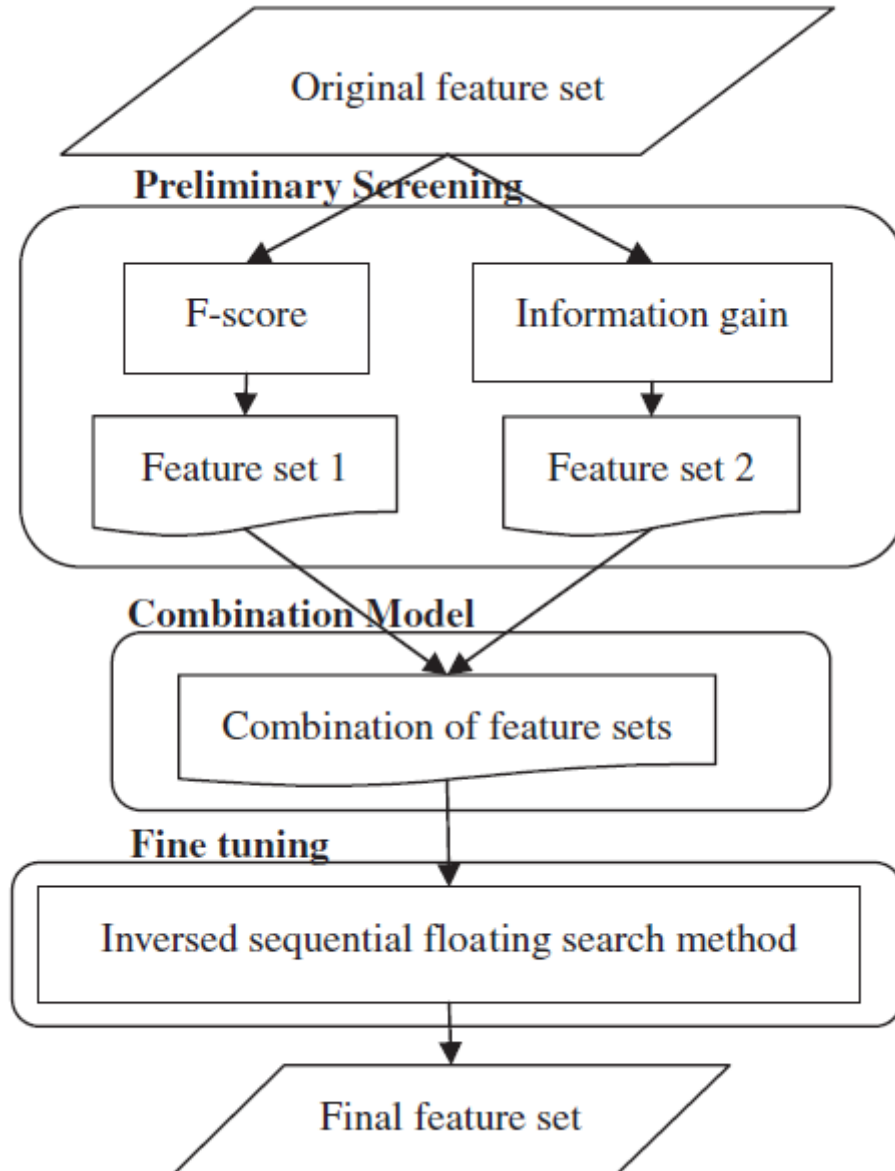 Original feature set
Preliminary Screening
F-score
Information gain
Feature set 1
Feature set 2
Combination Model
Combination of feature sets
Fine tuning
Inversed sequential floating search method
Final feature set